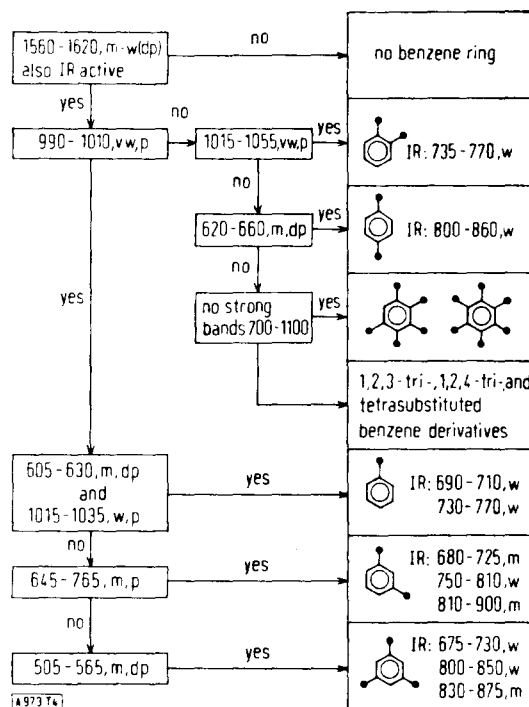 1560-1620, m-w(dp)
also IR active
no
no benzene ring
yes
990-1010,vw,p
no
1015-1055,vw,p
yes
IR: 735-770,w
no
620-660,m,dp
yes
IR: 800-860,w
no
yes
no strong
bands 700-1100
yes
1,2,3-tri-,1,2,4-tri-,and
tetrasubstituted
benzene derivatives
605-630,m,dp
and
1015-1035,w,p
yes
IR: 690-710,w
730-770,w
no
645-765,m,p
yes
IR: 680-725,m
750-810,w
810-900,m
no
505-565,m,dp
yes
IR: 675-730,w
800-850,w
830-875,m
A973 T4